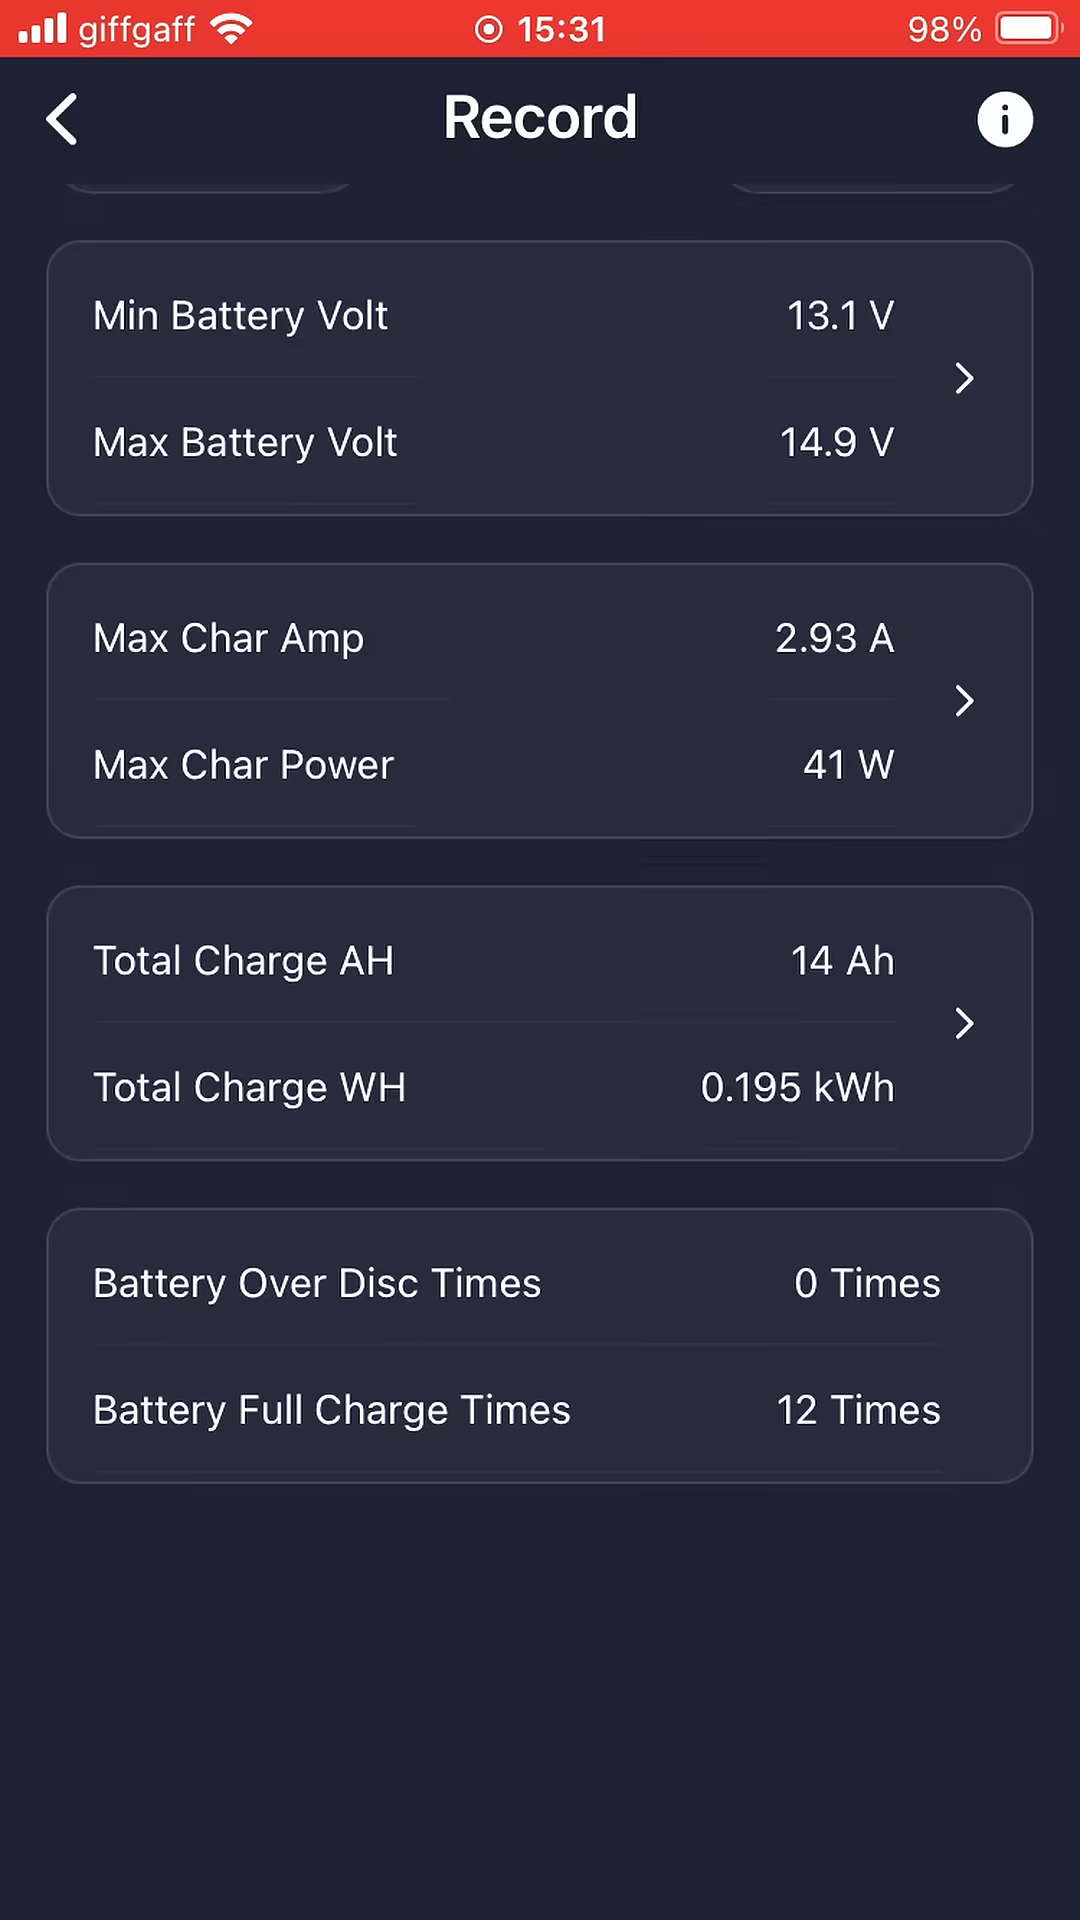 giffgaff 15:31 98%
Record
Min Battery Volt 13.1 V
Max Battery Volt 14.9 V
Max Char Amp 2.93 A
Max Char Power 41 W
Total Charge AH 14 Ah
Total Charge WH 0.195 kWh
Battery Over Disc Times 0 Times
Battery Full Charge Times 12 Times